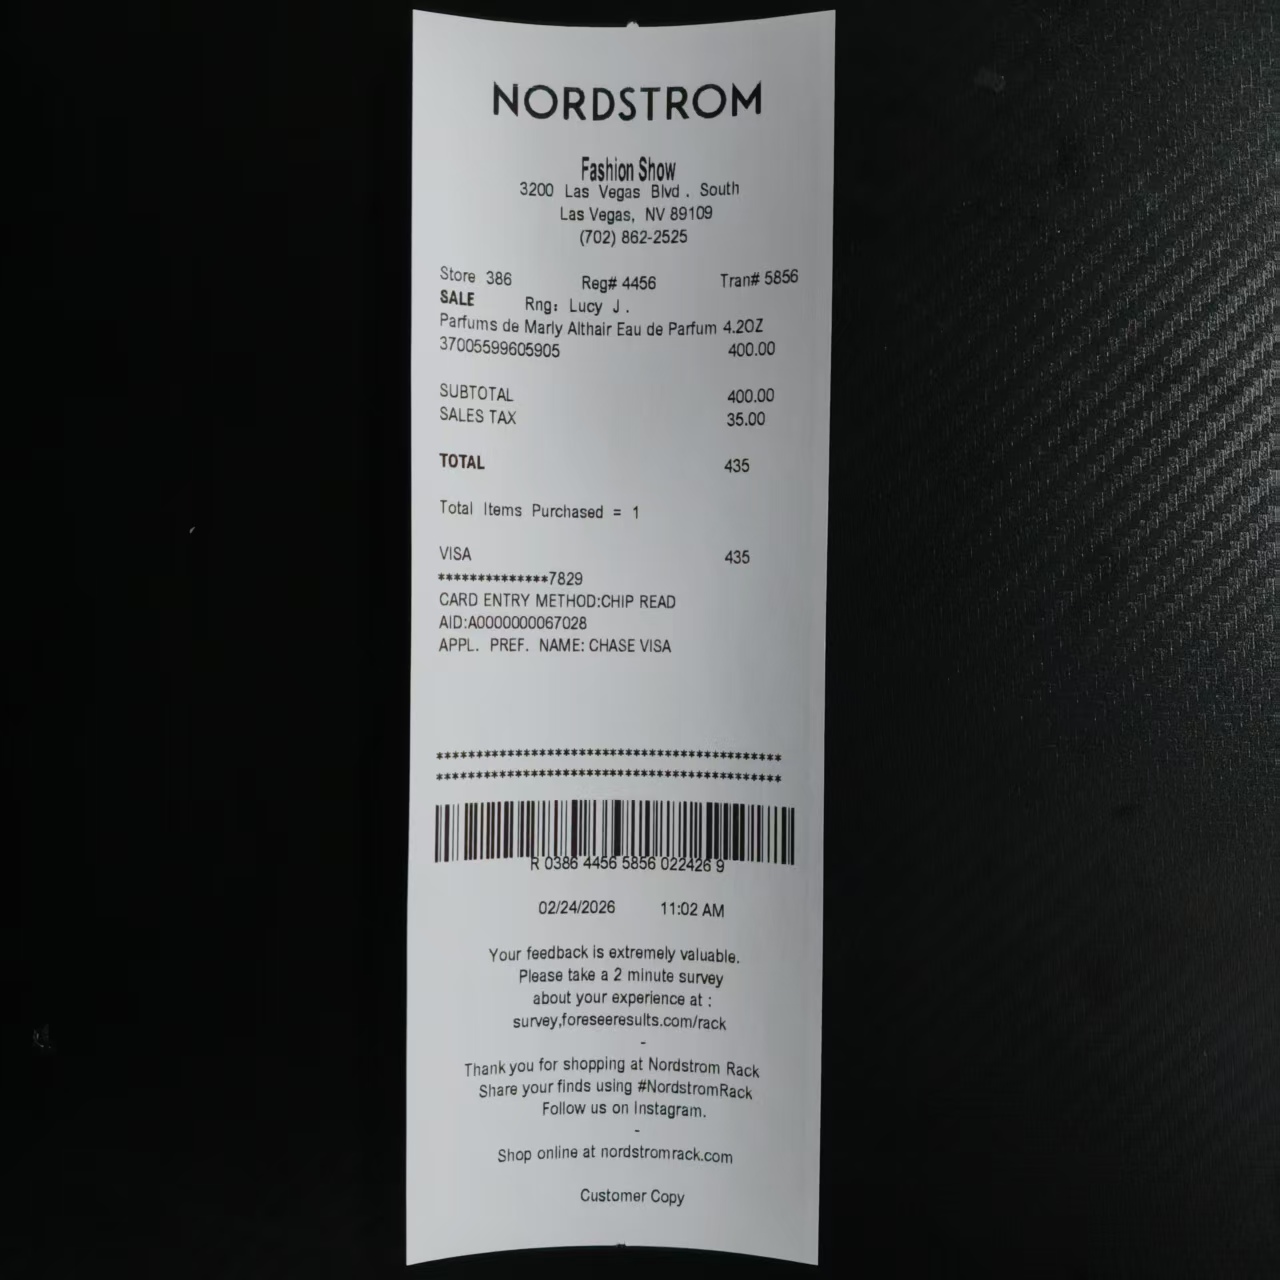 NORDSTROM
Fashion Show
3200 Las Vegas Blvd . South
Las Vegas, NV 89109
(702) 862-2525
Store 386 Reg# 4456 Tran# 5856
SALE Rng: Lucy J .
Parfums de Marly Althair Eau de Parfum 4.2OZ
37005599605905 400.00
SUBTOTAL 400.00
SALES TAX 35.00
TOTAL 435
Total Items Purchased = 1
VISA 435
**************7829
CARD ENTRY METHOD:CHIP READ
AID:A0000000067028
APPL. PREF. NAME: CHASE VISA
********************************************
********************************************
R 0386 4456 5856 022426 9
02/24/2026 11:02 AM
Your feedback is extremely valuable.
Please take a 2 minute survey
about your experience at :
survey,foreseeresults.com/rack
-
Thank you for shopping at Nordstrom Rack
Share your finds using #NordstromRack
Follow us on Instagram.
-
Shop online at nordstromrack.com
Customer Copy